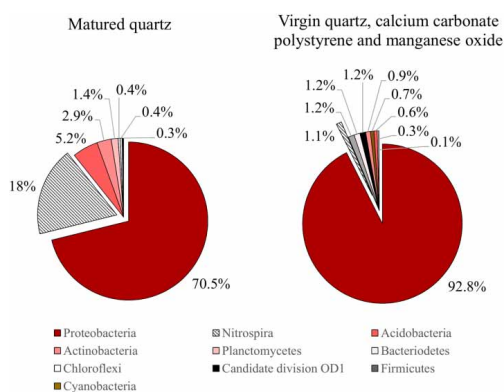 Matured quartz
Virgin quartz, calcium carbonate
polystyrene and manganese oxide
0.4%
1.4%
0.4%
2.9%
0.3%
5.2%
18%
70.5%
1.2%
0.9%
1.2%
0.7%
1.2%
0.6%
1.1%
0.3%
0.1%
92.8%
Proteobacteria
Nitrospira
Acidobacteria
Actinobacteria
Planctomycetes
Bacteriodetes
Chloroflexi
Candidate division OD1
Firmicutes
Cyanobacteria